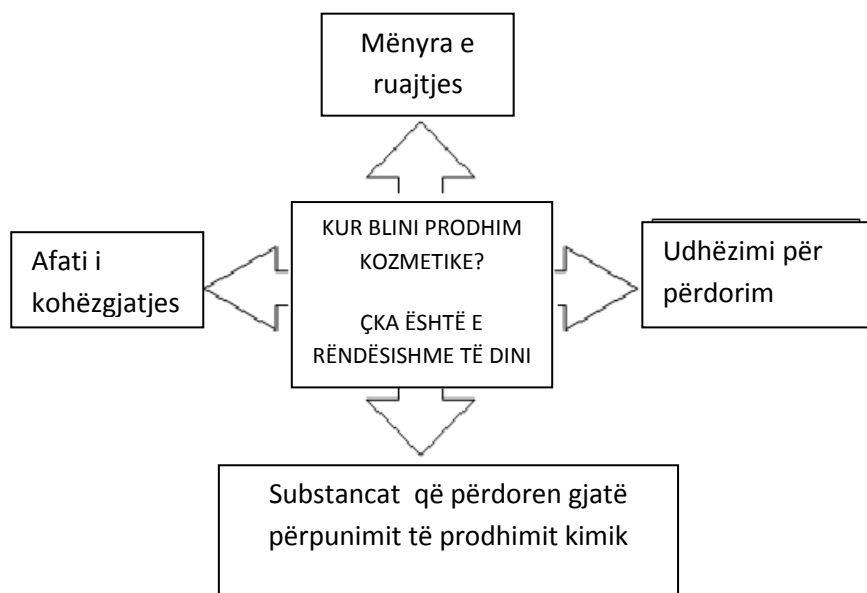 Mënyra e
ruajtjes
KUR BLINI PRODHIM
KOZMETIKE?
ÇKA ËSHTË E
RËNDËSISHME TË DINI
Afati i
kohëzgjatjes
Udhëzimi për
përdorim
Substancat që përdoren gjatë
përpunimit të prodhimit kimik